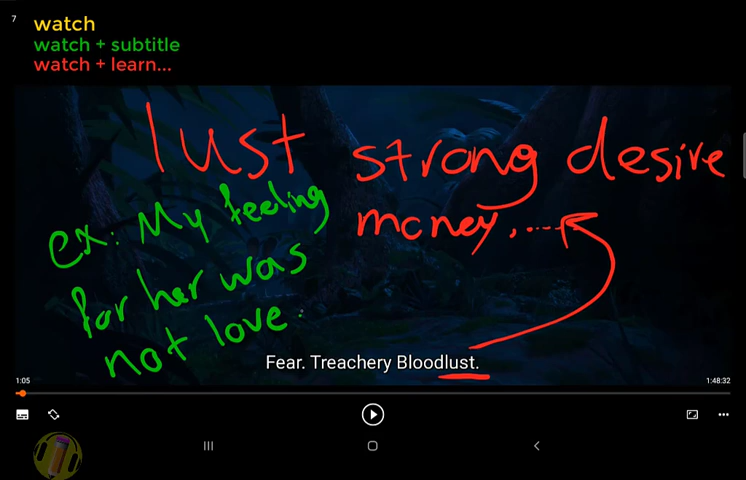 7
watch
watch + subtitle
watch + learn...
lust strong desire
money.....
ex: My feeling
for her was
not love:
Fear. Treachery Bloodlust.
1:05
1:48:32